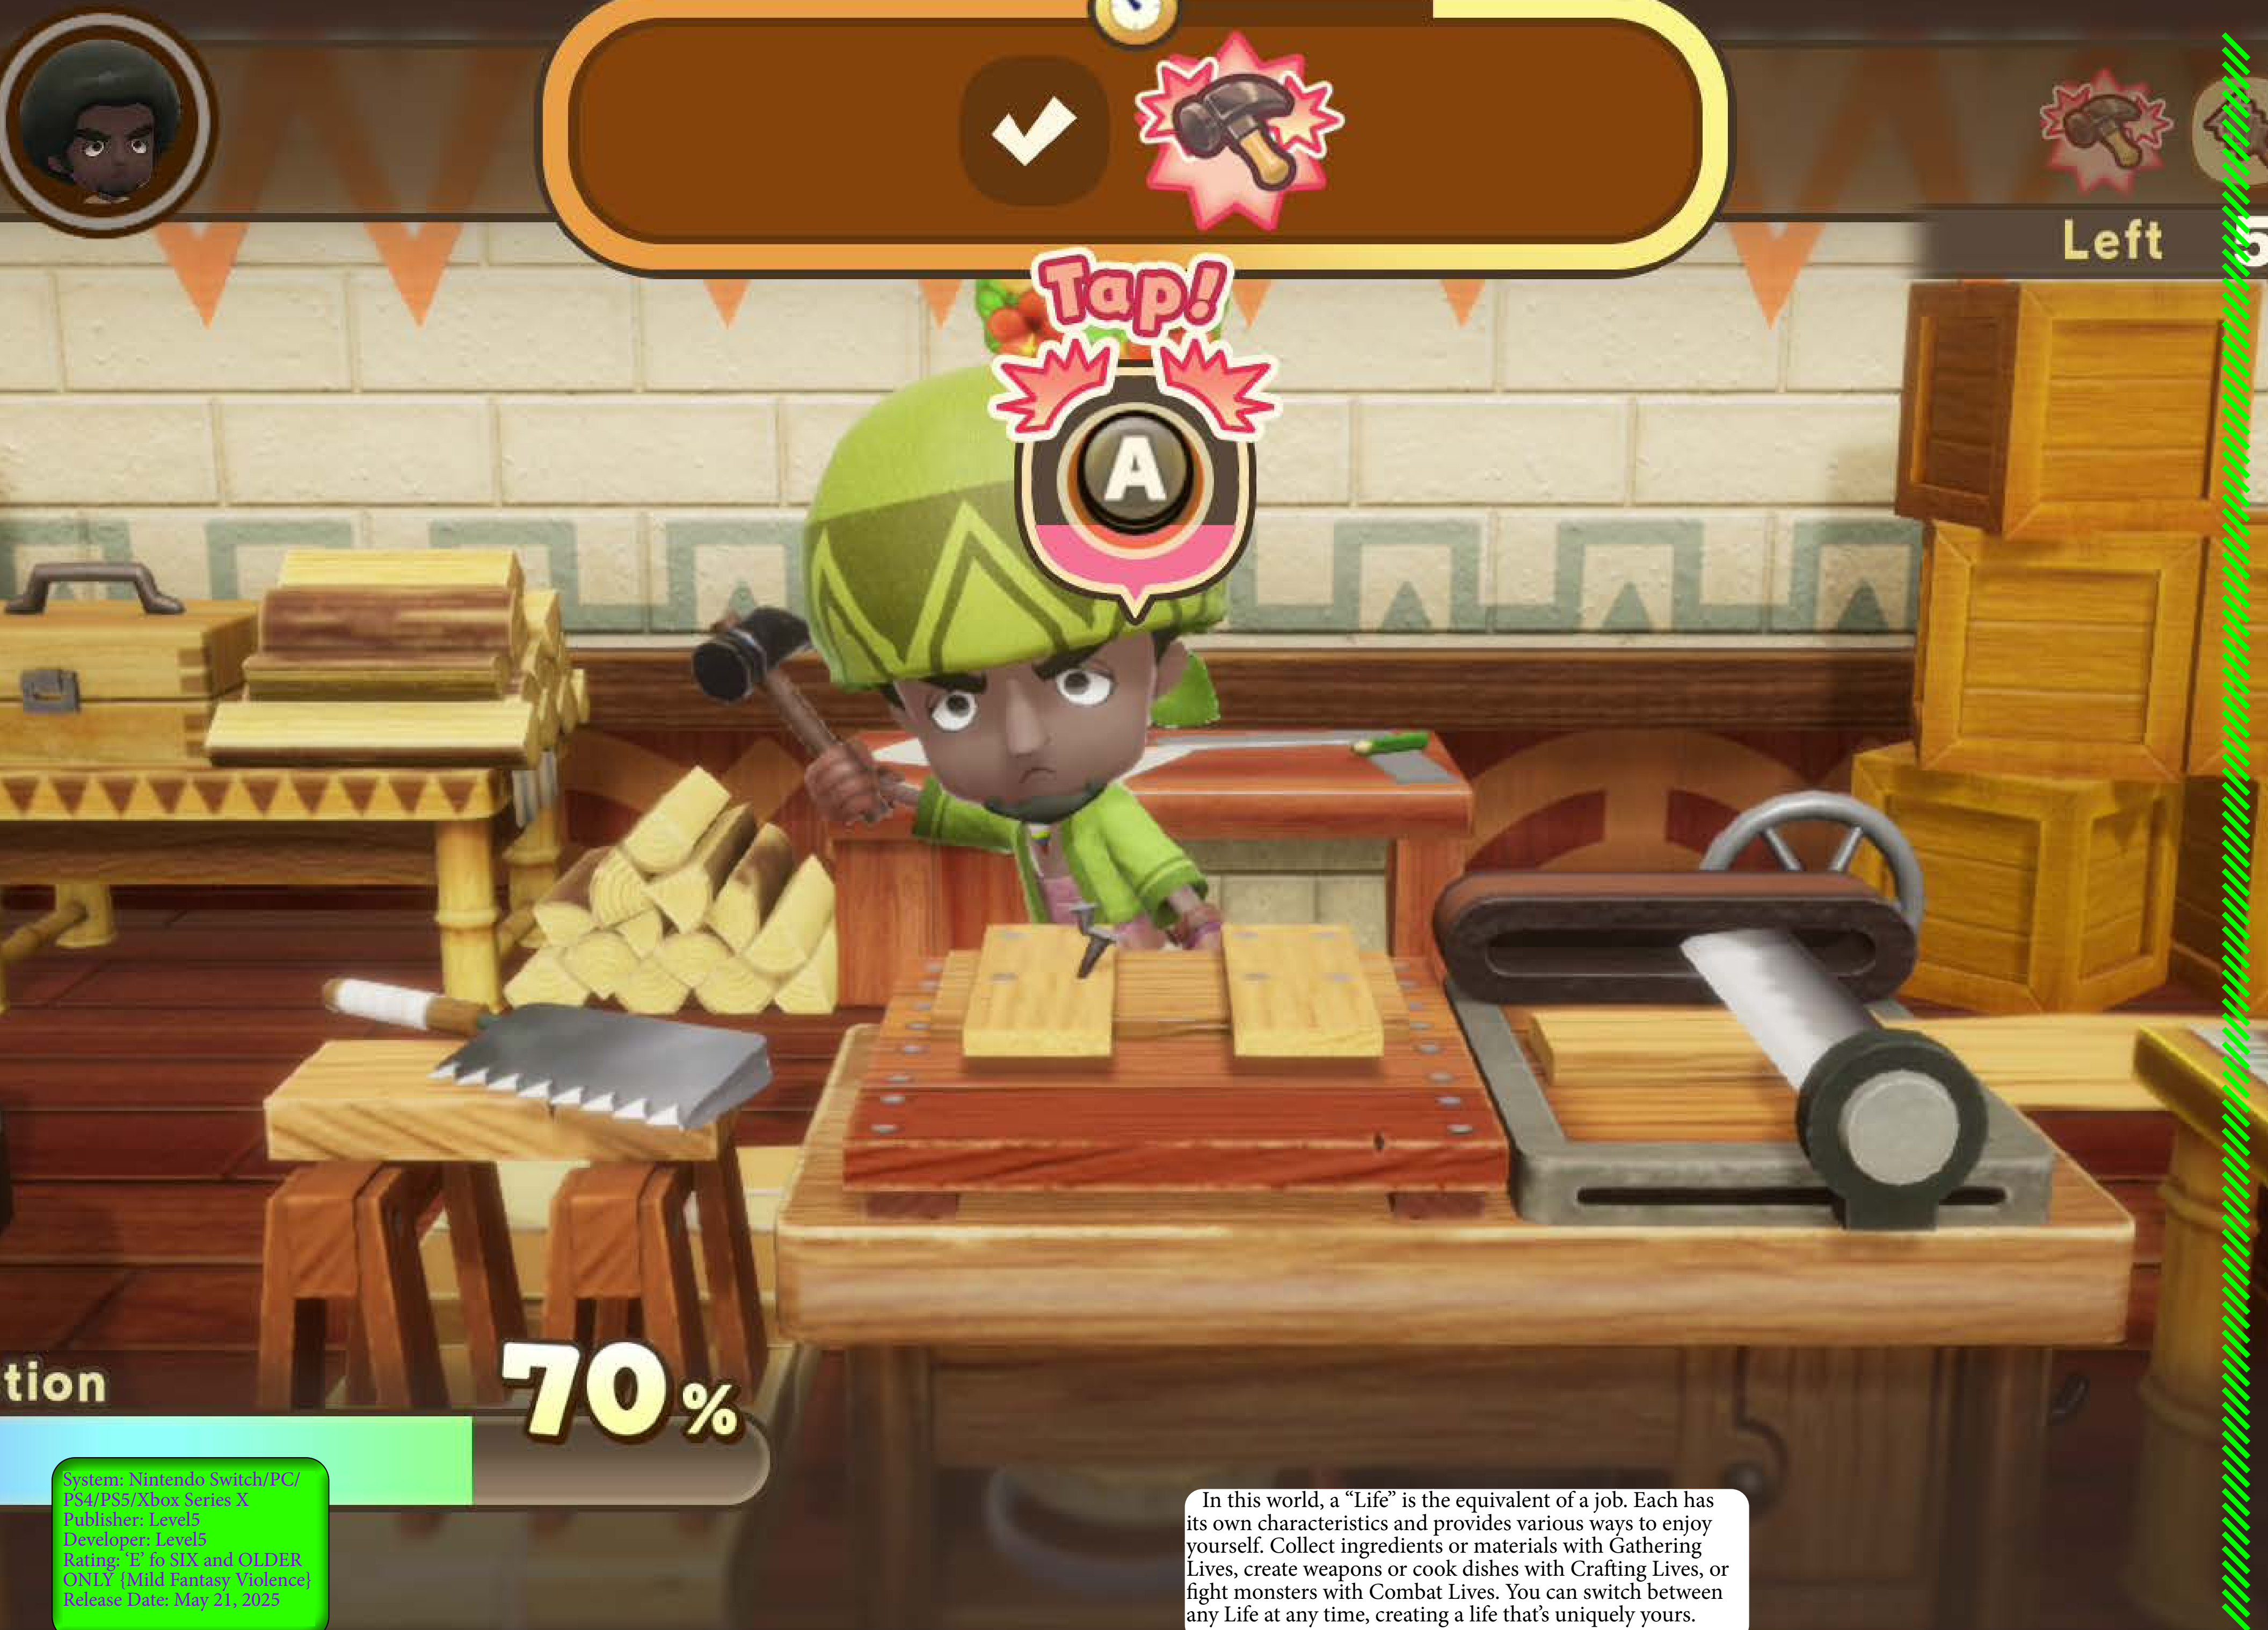 Left 5
Tap!
A
tion
70%
System: Nintendo Switch/PC/
PS4/PS5/Xbox Series X
Publisher: Level5
Developer: Level5
Rating: ‘E’ fo SIX and OLDER
ONLY {Mild Fantasy Violence}
Release Date: May 21, 2025
In this world, a “Life” is the equivalent of a job. Each has
its own characteristics and provides various ways to enjoy
yourself. Collect ingredients or materials with Gathering
Lives, create weapons or cook dishes with Crafting Lives, or
fight monsters with Combat Lives. You can switch between
any Life at any time, creating a life that’s uniquely yours.